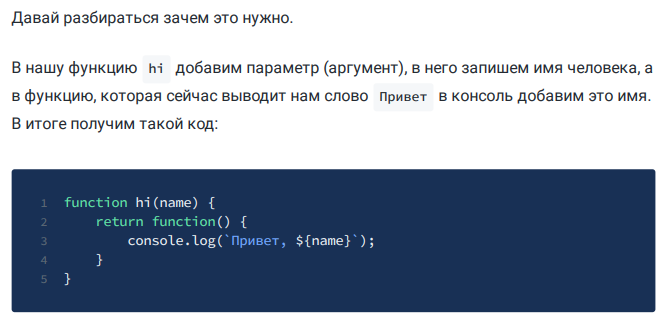 Давай разбираться зачем это нужно.
В нашу функцию hi добавим параметр (аргумент), в него запишем имя человека, а
в функцию, которая сейчас выводит нам слово Привет в консоль добавим это имя.
В итоге получим такой код:
1 function hi(name) {
2     return function() {
3         console.log(`Привет, ${name}`);
4     }
5 }